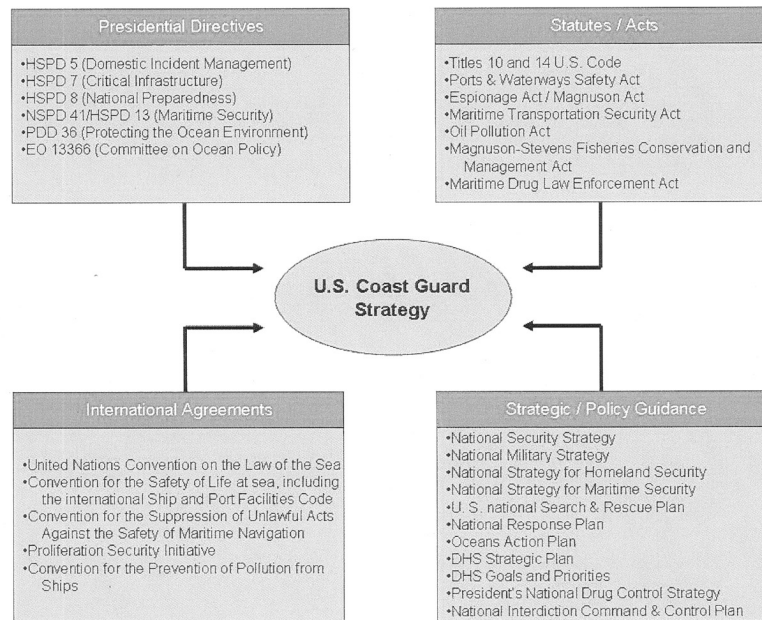 Presidential Directives
•HSPD 5 (Domestic Incident Management)
•HSPD 7 (Critical Infrastructure)
•HSPD 8 (National Preparedness)
•NSPD 41/HSPD 13 (Maritime Security)
•PDD 36 (Protecting the Ocean Environment)
•EO 13366 (Committee on Ocean Policy)
Statutes / Acts
•Titles 10 and 14 U.S. Code
•Ports & Waterways Safety Act
•Espionage Act / Magnuson Act
•Maritime Transportation Security Act
•Oil Pollution Act
•Magnuson-Stevens Fisheries Conservation and
Management Act
•Maritime Drug Law Enforcement Act
U.S. Coast Guard
Strategy
International Agreements
•United Nations Convention on the Law of the Sea
•Convention for the Safety of Life at sea, including
the international Ship and Port Facilities Code
•Convention for the Suppression of Unlawful Acts
Against the Safety of Maritime Navigation
•Proliferation Security Initiative
•Convention for the Prevention of Pollution from
Ships
Strategic / Policy Guidance
•National Security Strategy
•National Military Strategy
•National Strategy for Homeland Security
•National Strategy for Maritime Security
•U. S. national Search & Rescue Plan
•National Response Plan
•Oceans Action Plan
•DHS Strategic Plan
•DHS Goals and Priorities
•President's National Drug Control Strategy
•National Interdiction Command & Control Plan